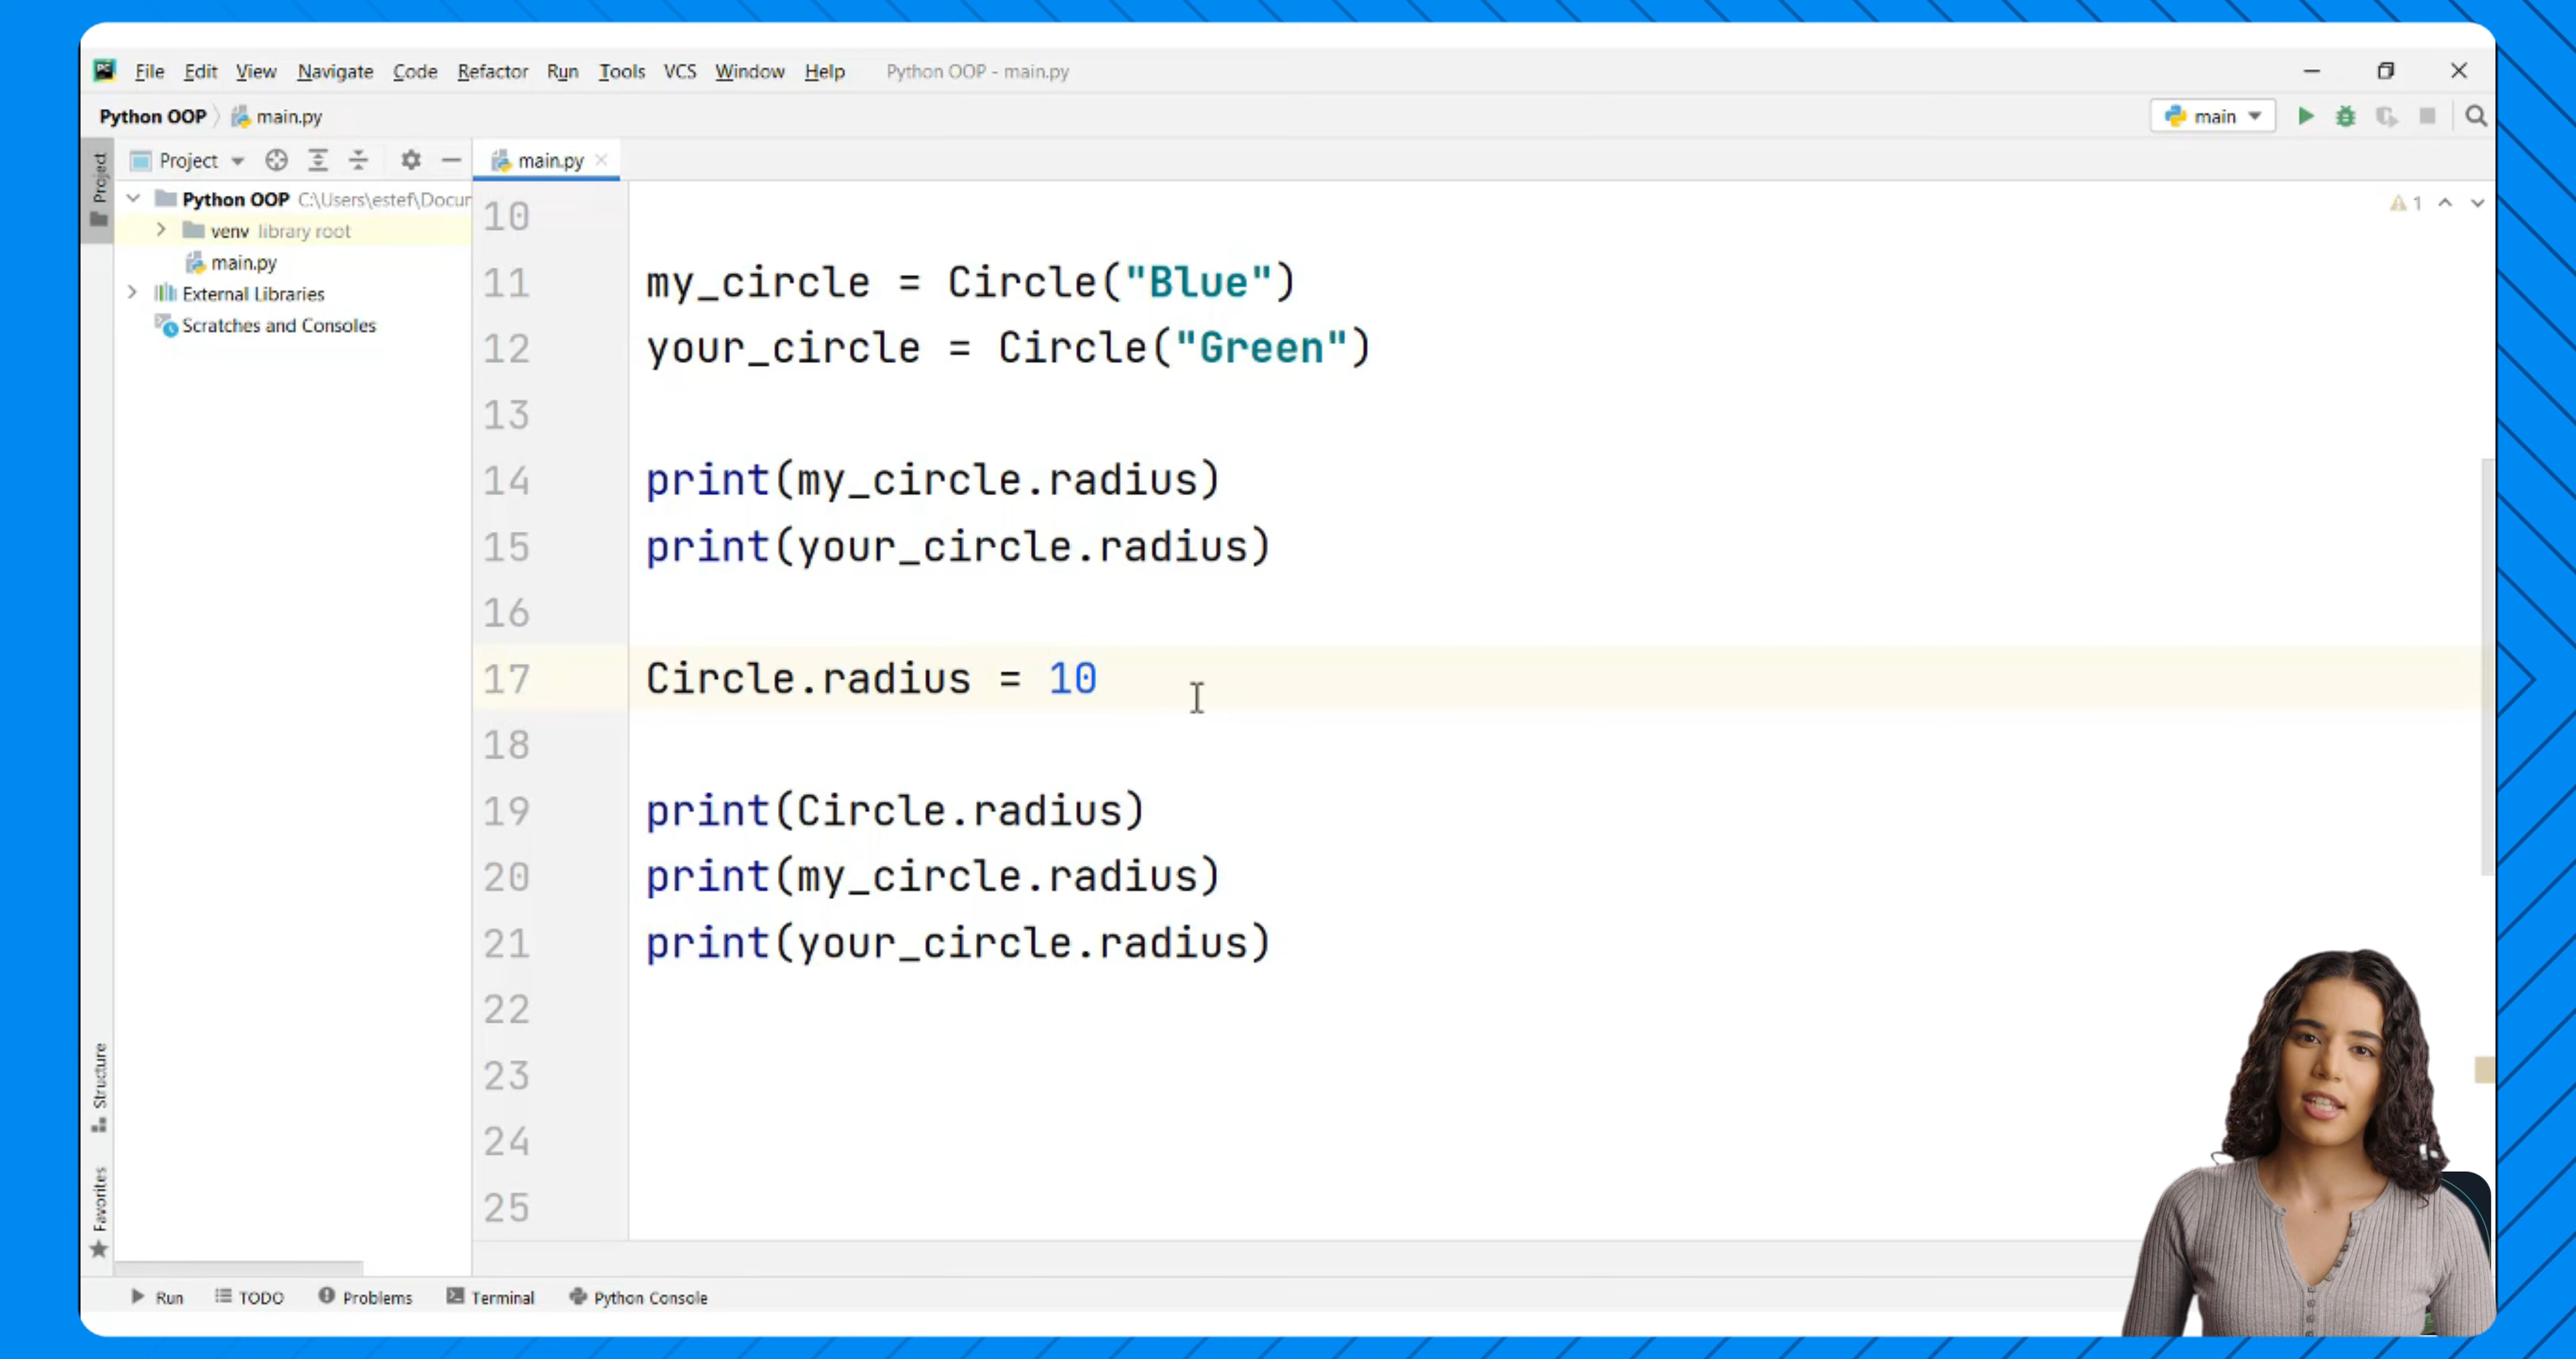 File Edit View Navigate Code Refactor Run Tools VCS Window Help Python OOP - main.py
Python OOP main.py main
Project Project main.py
Python OOP C:\Users\estef\Docur
venv library root
main.py
External Libraries
Scratches and Consoles
1
10
11 my_circle = Circle("Blue")
12 your_circle = Circle("Green")
13
14 print(my_circle.radius)
15 print(your_circle.radius)
16
17 Circle.radius = 10
18
19 print(Circle.radius)
20 print(my_circle.radius)
21 print(your_circle.radius)
22
23
24
25
Structure
Favorites
Run TODO Problems Terminal Python Console